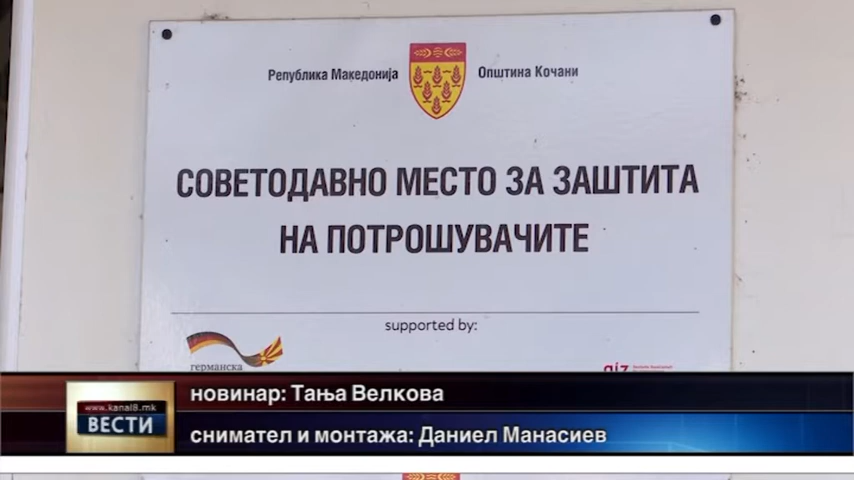 Република Македонија
Општина Кочани
СОВЕТОДАВНО МЕСТО ЗА ЗАШТИТА
НА ПОТРОШУВАЧИТЕ
supported by:
германска
giz
новинар: Тања Велкова
www.kanal8.mk
ВЕСТИ
снимател и монтажа: Даниел Манасиев